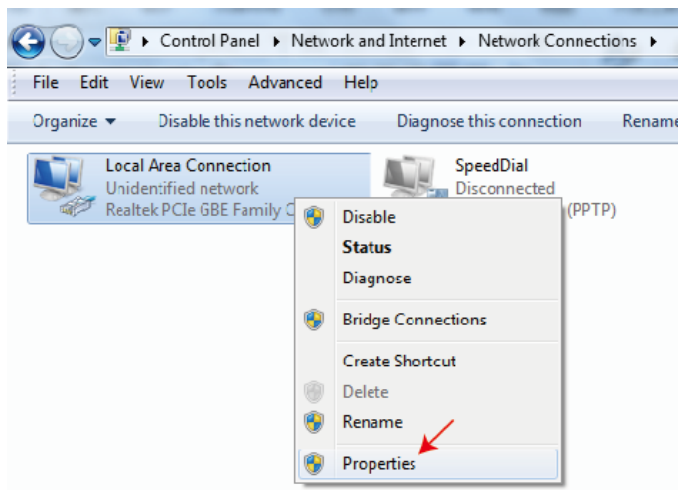 Control Panel ▸ Network and Internet ▸ Network Connections ▸
File Edit View Tools Advanced Help
Organize ▾ Disable this network device Diagnose this connection Rename
Local Area Connection
Unidentified network
Realtek PCIe GBE Family C
SpeedDial
Disconnected
(PPTP)
Disable
Status
Diagnose
Bridge Connections
Create Shortcut
Delete
Rename
Properties